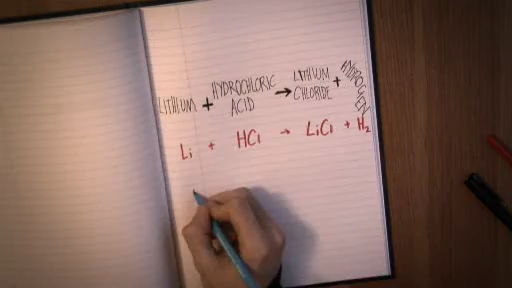 LITHIUM + HYDROCHLORIC ACID → LITHIUM CHLORIDE + HYDROGEN
Li + HCl → LiCl + H₂